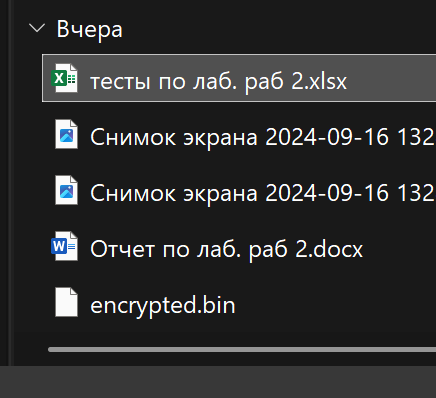 Вчера
тесты по лаб. раб 2.xlsx
Снимок экрана 2024-09-16 132
Снимок экрана 2024-09-16 132
Отчет по лаб. раб 2.docx
encrypted.bin